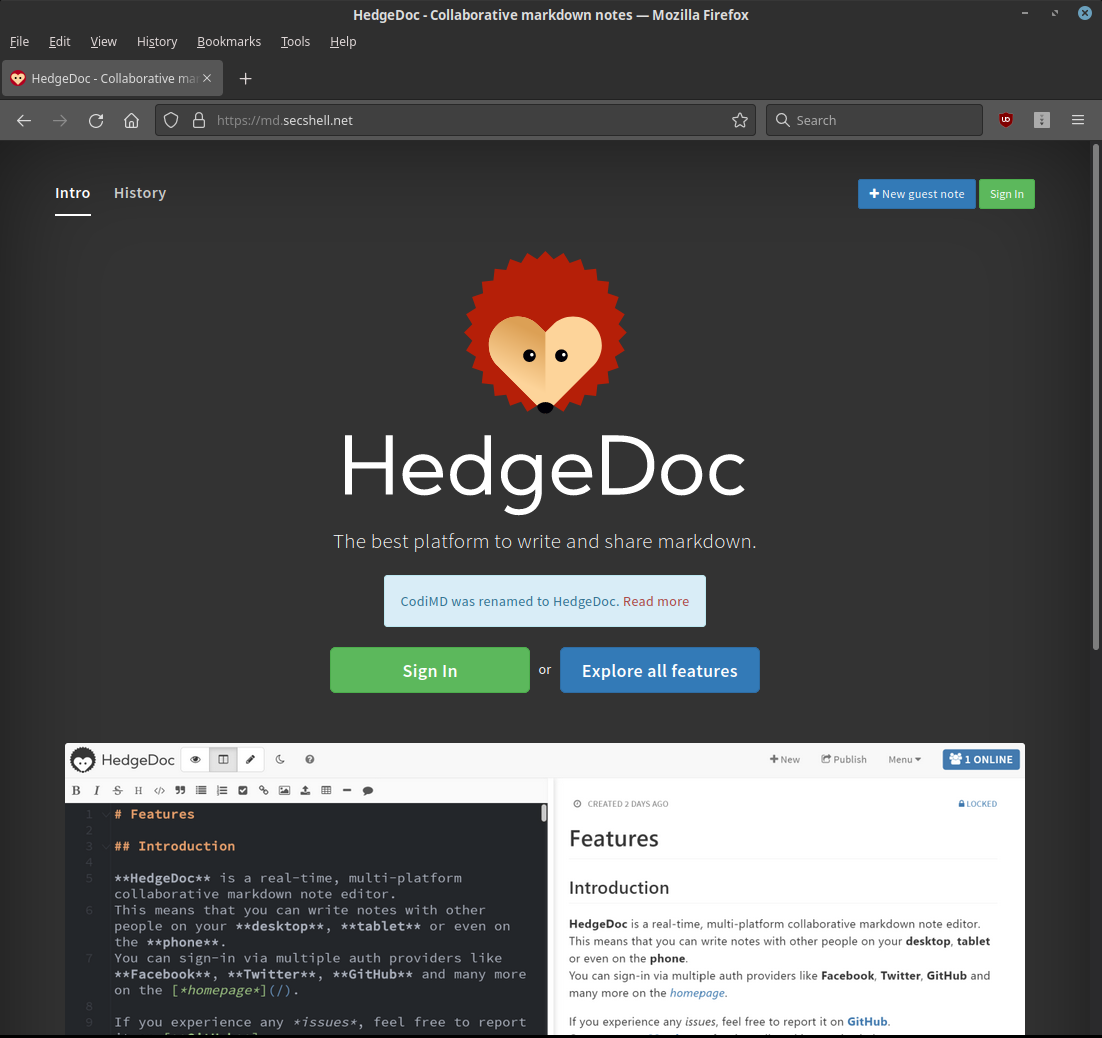 HedgeDoc - Collaborative markdown notes — Mozilla Firefox
File Edit View History Bookmarks Tools Help
HedgeDoc - Collaborative mar
https://md.secshell.net
Search
Intro History
New guest note Sign In
HedgeDoc
The best platform to write and share markdown.
CodiMD was renamed to HedgeDoc. Read more
Sign In or Explore all features
HedgeDoc
New Publish Menu 1 ONLINE
B I S H </>
1 # Features
2
3 ## Introduction
4
5 **HedgeDoc** is a real-time, multi-platform
collaborative markdown note editor.
6 This means that you can write notes with other
people on your **desktop**, **tablet** or even on
the **phone**.
7 You can sign-in via multiple auth providers like
**Facebook**, **Twitter**, **GitHub** and many more
on the [*homepage*](/).
8
9 If you experience any *issues*, feel free to report
CREATED 2 DAYS AGO LOCKED
Features
Introduction
HedgeDoc is a real-time, multi-platform collaborative markdown note editor.
This means that you can write notes with other people on your desktop, tablet
or even on the phone.
You can sign-in via multiple auth providers like Facebook, Twitter, GitHub and
many more on the homepage.
If you experience any issues, feel free to report it on GitHub.